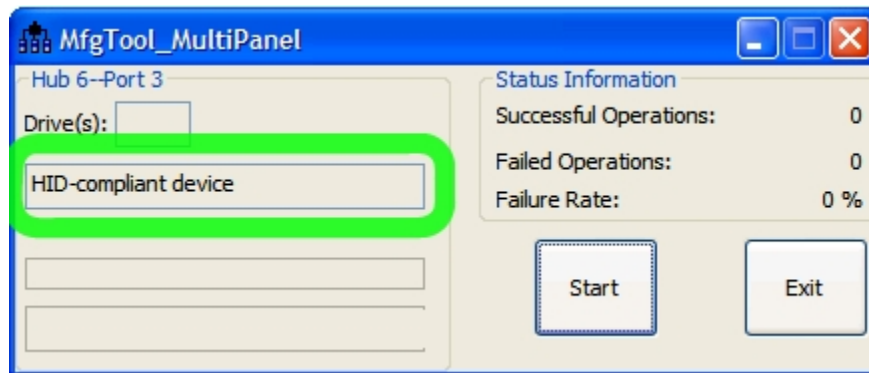 MfgTool_MultiPanel
Hub 6--Port 3
Drive(s):
HID-compliant device
Status Information
Successful Operations: 0
Failed Operations: 0
Failure Rate: 0 %
Start
Exit